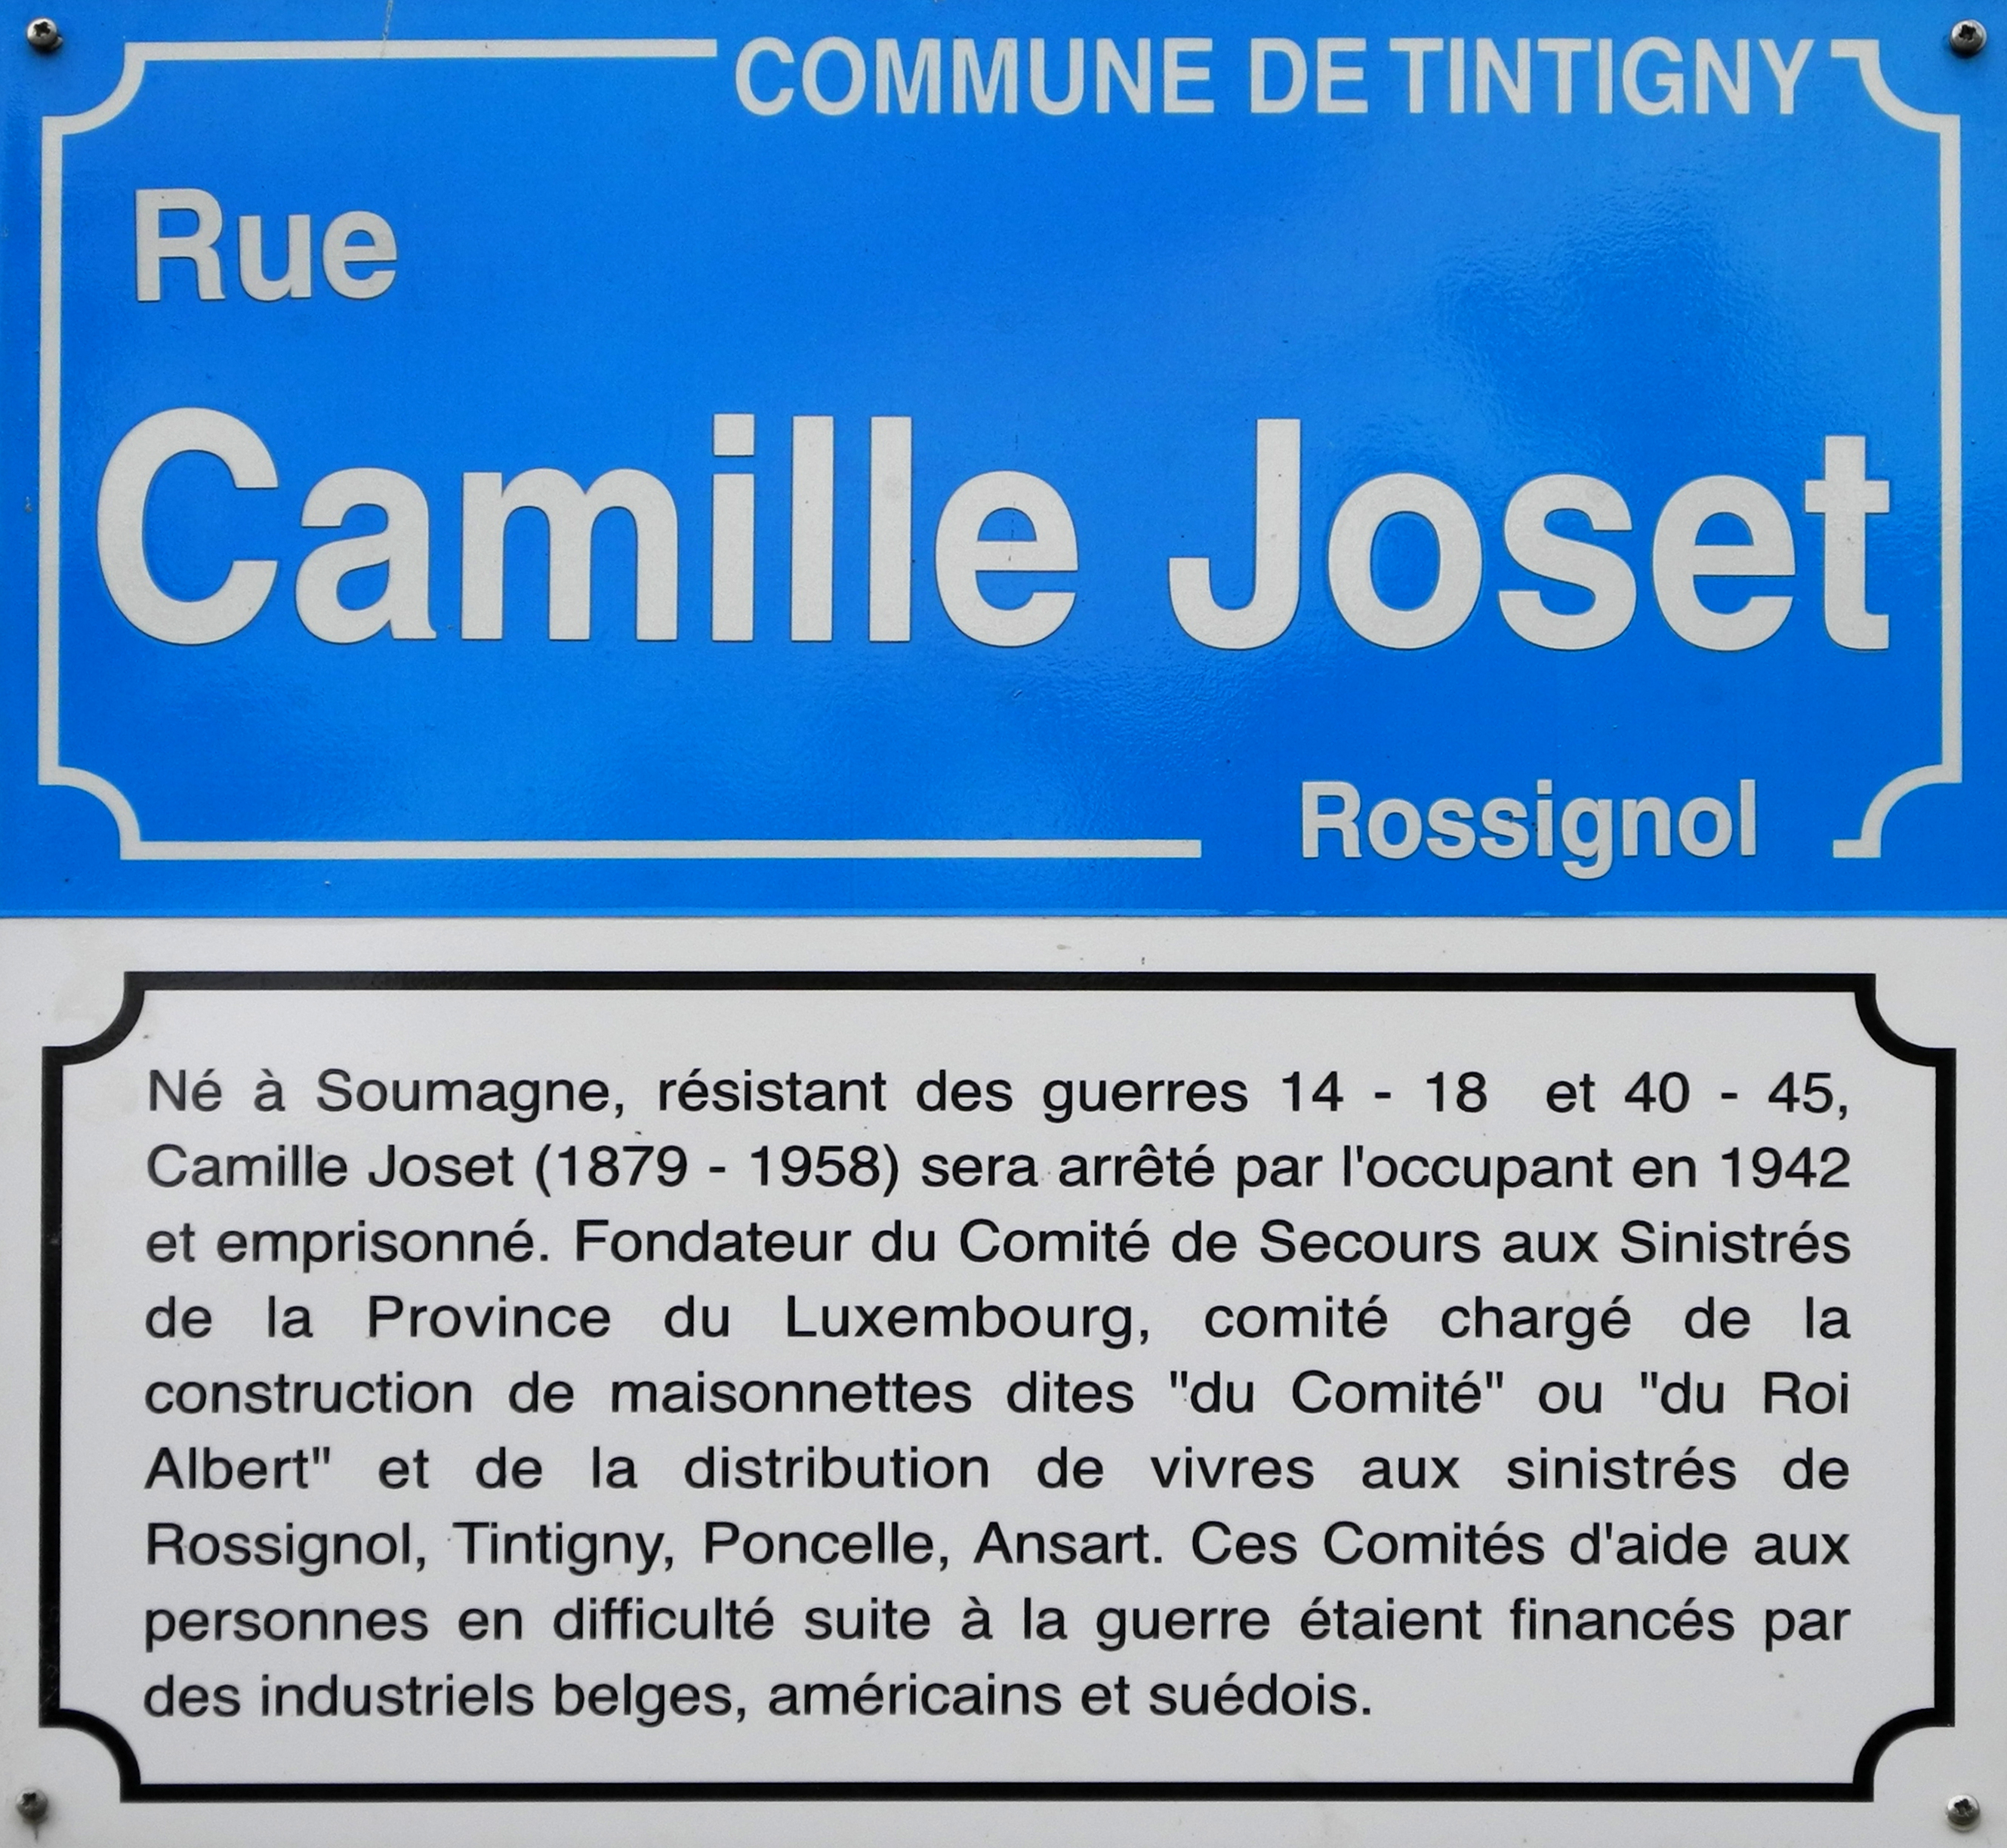 COMMUNE DE TINTIGNY
Rue
Camille Joset
Rossignol
Né à Soumagne, résistant des guerres 14 - 18 et 40 - 45,
Camille Joset (1879 - 1958) sera arrêté par l'occupant en 1942
et emprisonné. Fondateur du Comité de Secours aux Sinistrés
de la Province du Luxembourg, comité chargé de la
construction de maisonnettes dites "du Comité" ou "du Roi
Albert" et de la distribution de vivres aux sinistrés de
Rossignol, Tintigny, Poncelle, Ansart. Ces Comités d'aide aux
personnes en difficulté suite à la guerre étaient financés par
des industriels belges, américains et suédois.